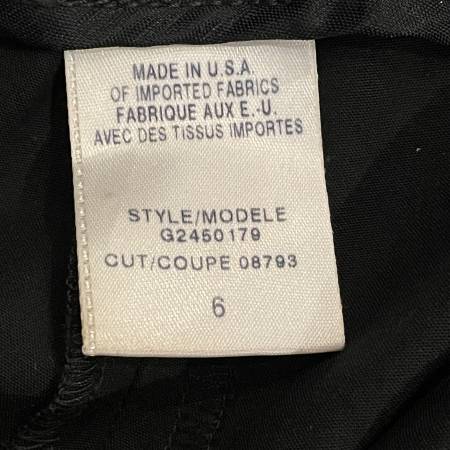 MADE IN U.S.A.
OF IMPORTED FABRICS
FABRIQUE AUX E.-U.
AVEC DES TISSUS IMPORTES
STYLE/MODELE
G2450179
CUT/COUPE 08793
6